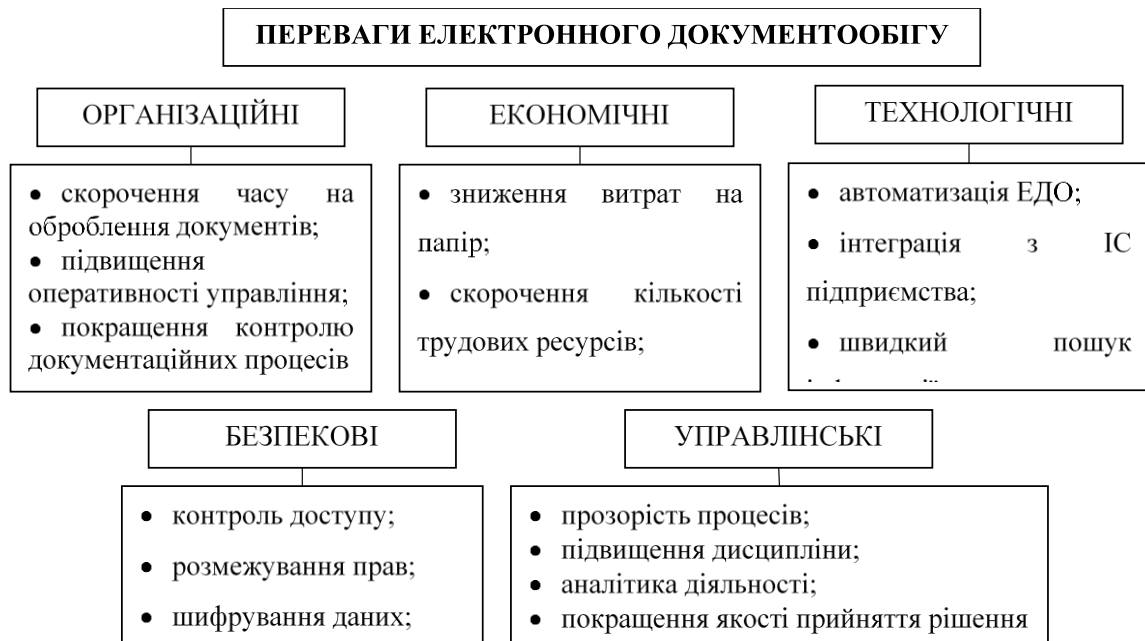 ПЕРЕВАГИ ЕЛЕКТРОННОГО ДОКУМЕНТООБІГУ
ОРГАНІЗАЦІЙНІ
• скорочення часу на
оброблення документів;
• підвищення
оперативності управління;
• покращення контролю
документаційних процесів
ЕКОНОМІЧНІ
• зниження витрат на
папір;
• скорочення кількості
трудових ресурсів;
ТЕХНОЛОГІЧНІ
• автоматизація ЕДО;
• інтеграція з ІС
підприємства;
• швидкий пошук
БЕЗПЕКОВІ
• контроль доступу;
• розмежування прав;
• шифрування даних;
УПРАВЛІНСЬКІ
• прозорість процесів;
• підвищення дисципліни;
• аналітика діяльності;
• покращення якості прийняття рішення